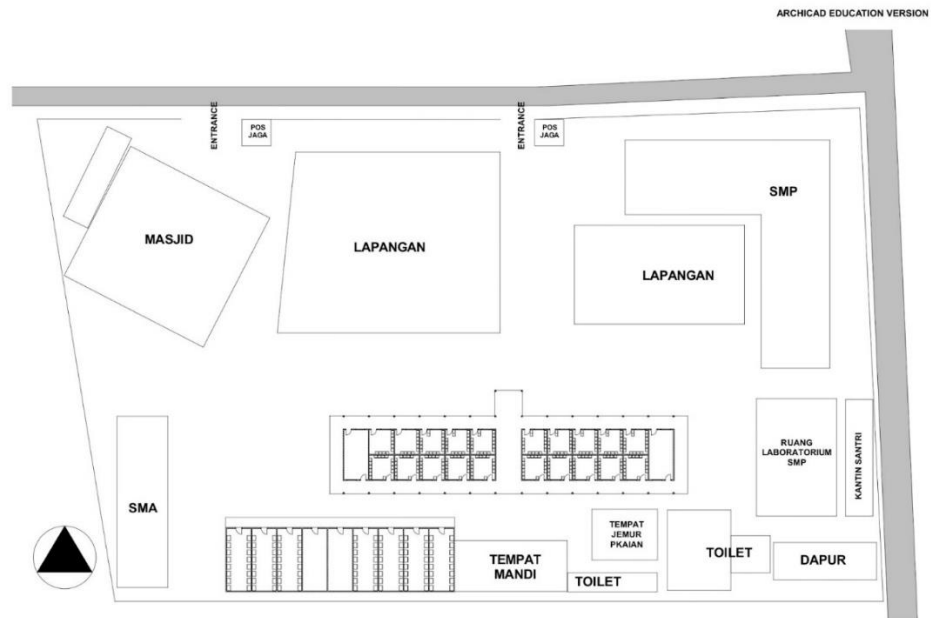 ARCHICAD EDUCATION VERSION
ENTRANCE
POS
JAGA
ENTRANCE
POS
JAGA
SMP
MASJID
LAPANGAN
LAPANGAN
RUANG
LABORATORIUM
SMP
KANTIN SANTRI
SMA
TEMPAT
JEMUR
PKAIAN
TEMPAT
MANDI
TOILET
TOILET
DAPUR